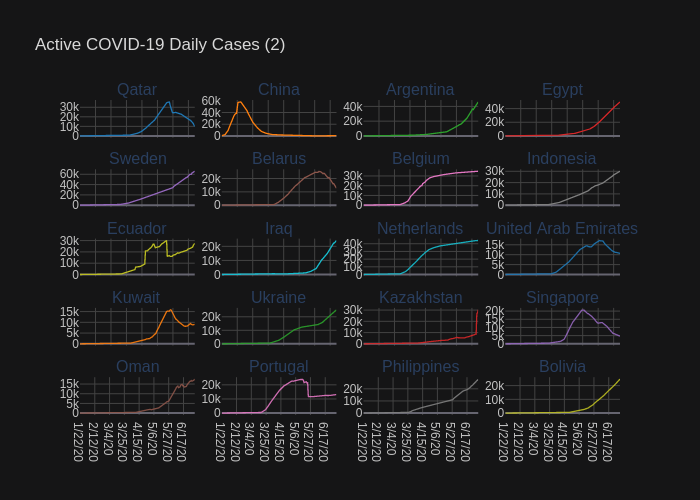 Active COVID-19 Daily Cases (2)
Qatar China Argentina Egypt
30k 20k 10k 0 60k 40k 20k 0 40k 20k 0 40k 20k 0
Sweden Belarus Belgium Indonesia
60k 40k 20k 0 20k 10k 0 30k 20k 10k 0 30k 20k 10k 0
Ecuador Iraq Netherlands United Arab Emirates
30k 20k 10k 0 20k 10k 0 40k 30k 20k 10k 0 15k 10k 5k 0
Kuwait Ukraine Kazakhstan Singapore
15k 10k 5k 0 20k 10k 0 30k 20k 10k 0 20k 15k 10k 5k 0
Oman Portugal Philippines Bolivia
15k 10k 5k 0 20k 10k 0 20k 10k 0 20k 10k 0
1/22/20 2/12/20 3/4/20 3/25/20 4/15/20 5/6/20 5/27/20 6/17/20 1/22/20 2/12/20 3/4/20 3/25/20 4/15/20 5/6/20 5/27/20 6/17/20 1/22/20 2/12/20 3/4/20 3/25/20 4/15/20 5/6/20 5/27/20 6/17/20 1/22/20 2/12/20 3/4/20 3/25/20 4/15/20 5/6/20 5/27/20 6/17/20